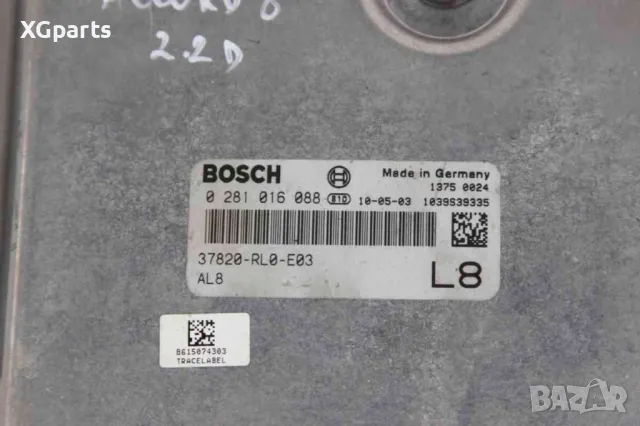 XGparts
ACCORD 8
2.2D
BOSCH
Made in Germany
1375 0024
0 281 016 088 81D 10-05-03 1039S39335
37820-RL0-E03
AL8
L8
8615074303
TRACELABEL
BAZAR